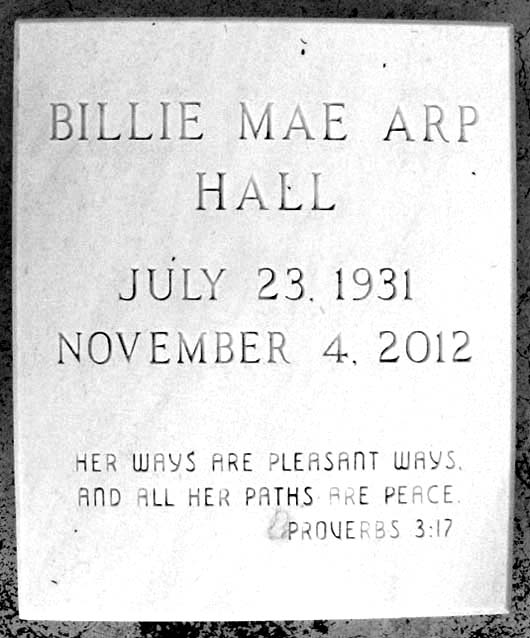 BILLIE MAE ARP
HALL
JULY 23, 1931
NOVEMBER 4, 2012
HER WAYS ARE PLEASANT WAYS,
AND ALL HER PATHS ARE PEACE.
PROVERBS 3:17